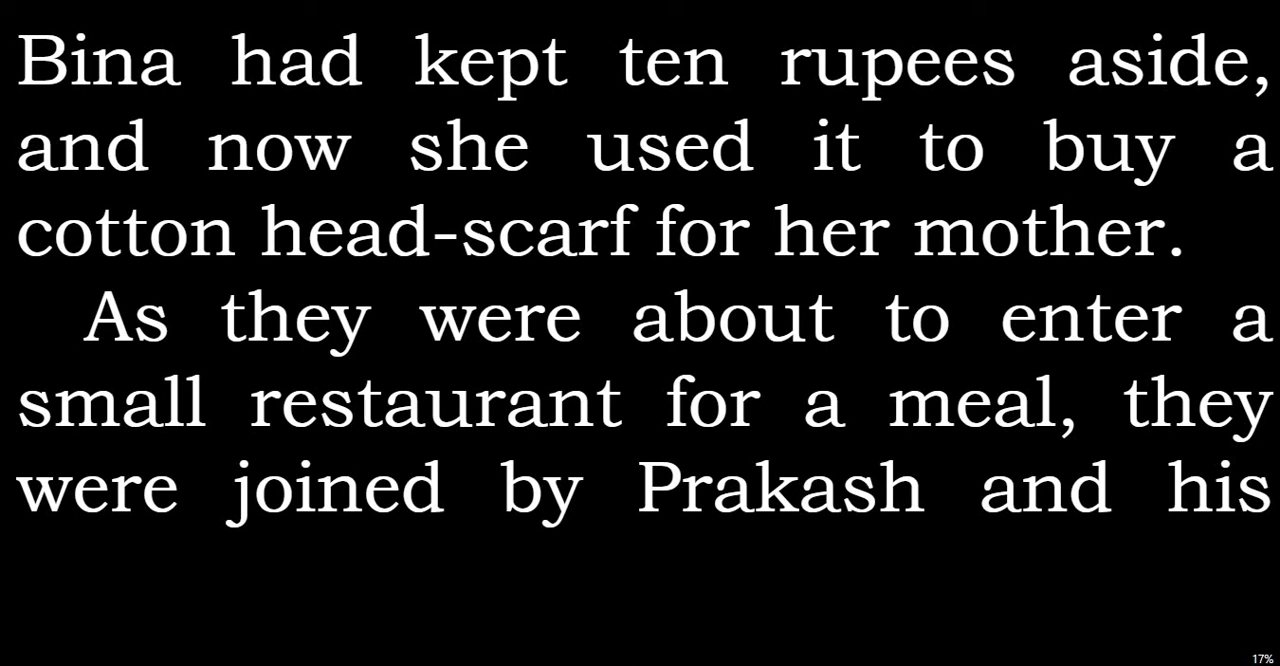 Bina had kept ten rupees aside,
and now she used it to buy a
cotton head-scarf for her mother.
As they were about to enter a
small restaurant for a meal, they
were joined by Prakash and his
17%